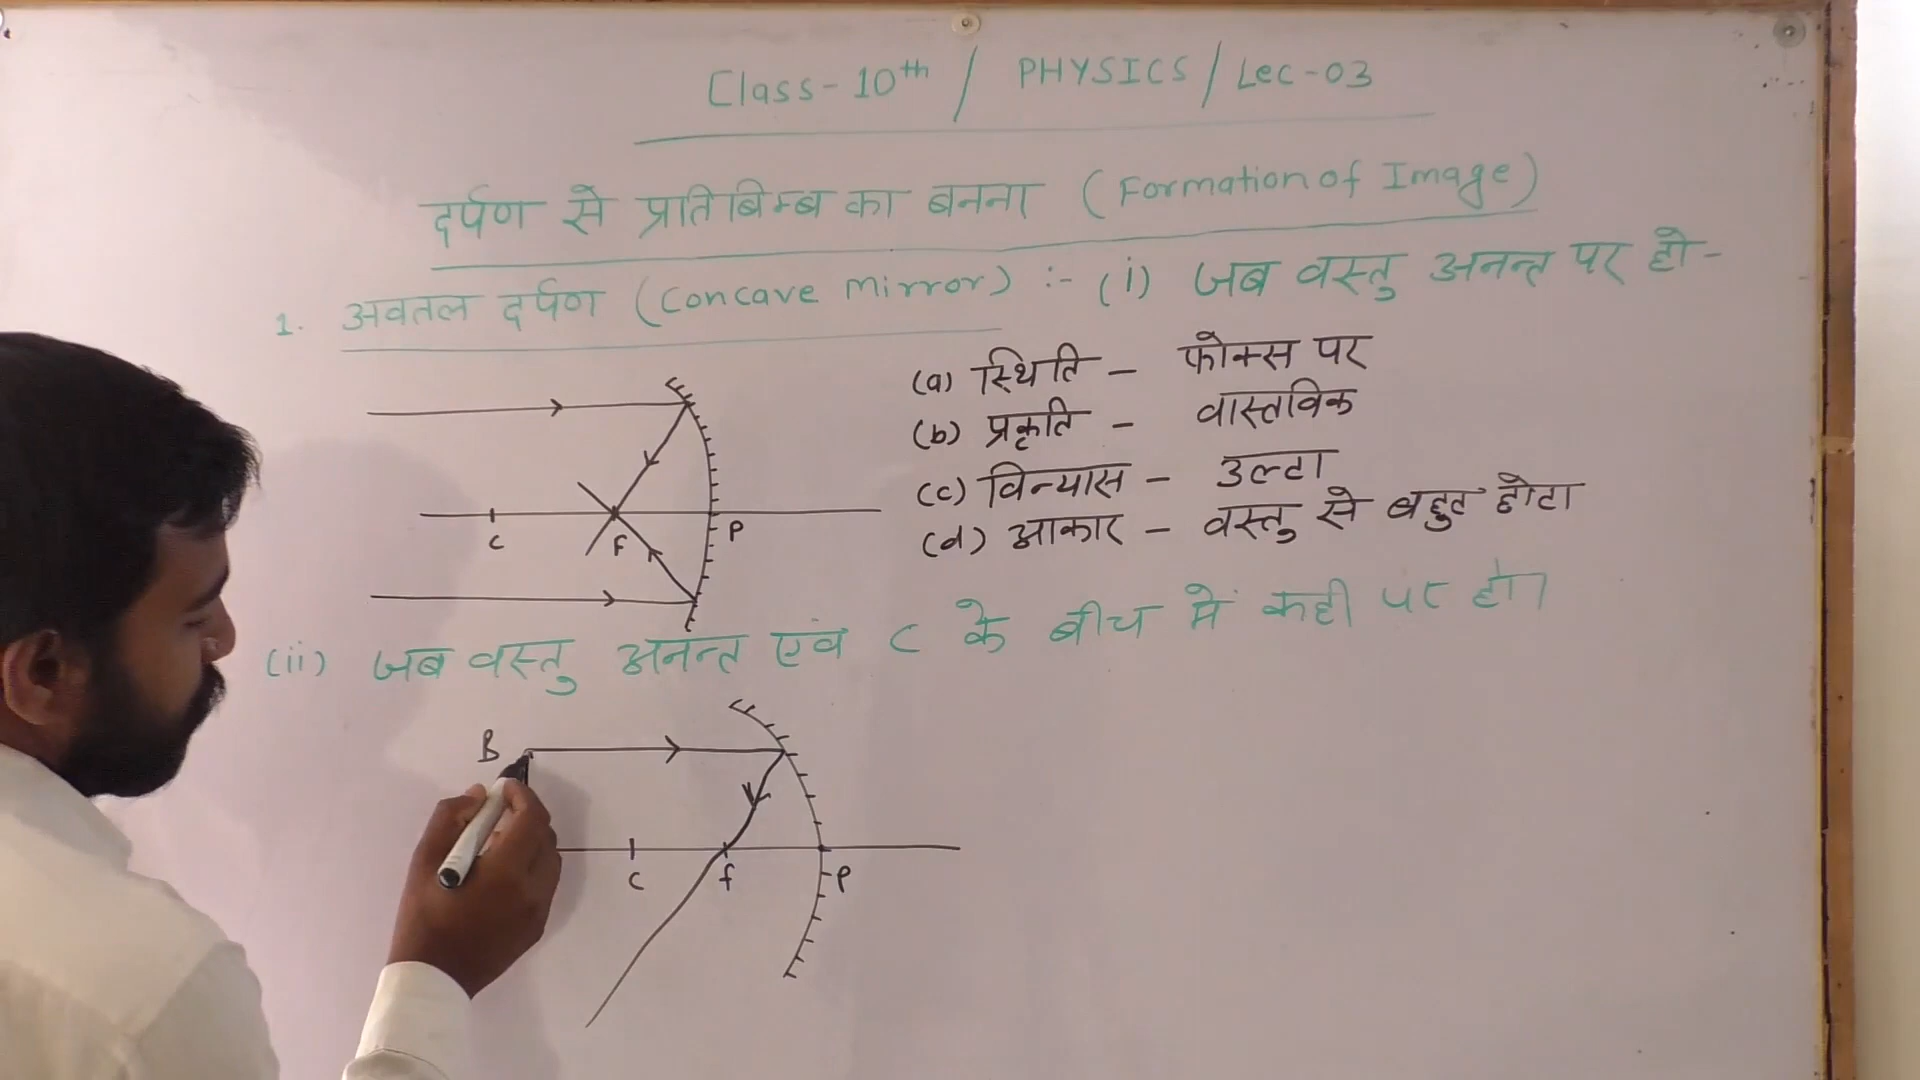 Class-10th / PHYSICS / Lec-03
दर्पण से प्रतिबिम्ब का बनना (Formation of Image)
1. अवतल दर्पण (Concave mirror) :- (i) जब वस्तु अनन्त पर हो-
(a) स्थिति - फोक्स पर
(b) प्रकृति - वास्तविक
(c) विन्यास - उल्टा
(d) आकार - वस्तु से बहुत छोटा
C F P
(ii) जब वस्तु अनन्त एवं C के बीच में कही पर हो।
B
C f P